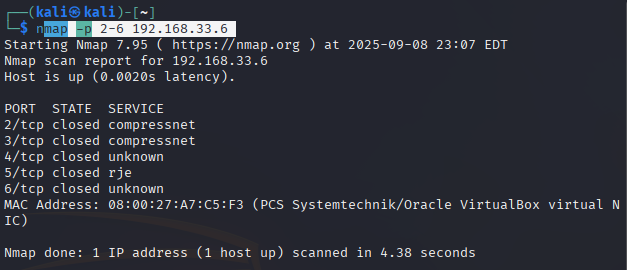 ┌──(kali㉿kali)-[~]
└─$ nmap -p 2-6 192.168.33.6
Starting Nmap 7.95 ( https://nmap.org ) at 2025-09-08 23:07 EDT
Nmap scan report for 192.168.33.6
Host is up (0.0020s latency).
PORT  STATE  SERVICE
2/tcp closed compressnet
3/tcp closed compressnet
4/tcp closed unknown
5/tcp closed rje
6/tcp closed unknown
MAC Address: 08:00:27:A7:C5:F3 (PCS Systemtechnik/Oracle VirtualBox virtual N
IC)
Nmap done: 1 IP address (1 host up) scanned in 4.38 seconds